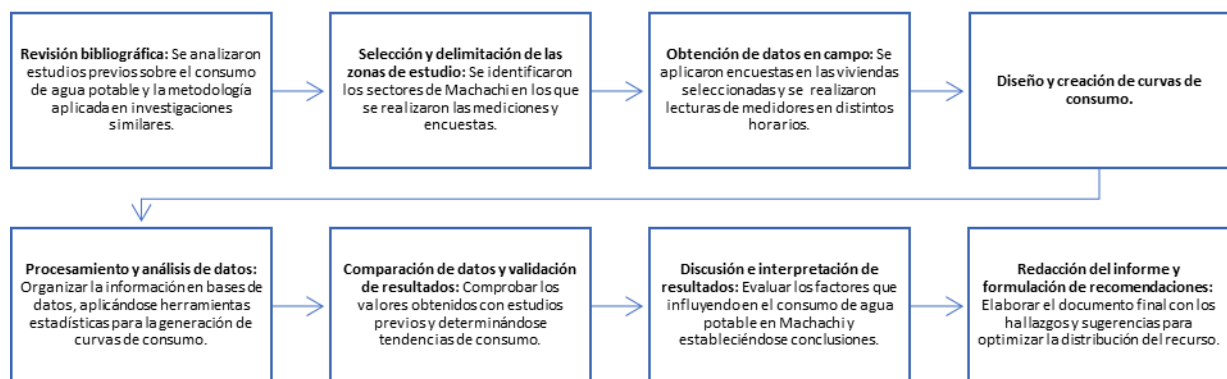 Revisión bibliográfica: Se analizaron
estudios previos sobre el consumo
de agua potable y la metodología
aplicada en investigaciones
similares.
Selección y delimitación de las
zonas de estudio: Se identificaron
los sectores de Machachi en los que
se realizaron las mediciones y
encuestas.
Obtención de datos en campo: Se
aplicaron encuestas en las viviendas
seleccionadas y se realizaron
lecturas de medidores en distintos
horarios.
Diseño y creación de curvas de
consumo.
Procesamiento y análisis de datos:
Organizar la información en bases de
datos, aplicándose herramientas
estadísticas para la generación de
curvas de consumo.
Comparación de datos y validación
de resultados: Comprobar los
valores obtenidos con estudios
previos y determinándose
tendencias de consumo.
Discusión e interpretación de
resultados: Evaluar los factores que
influyendo en el consumo de agua
potable en Machachi y
estableciéndose conclusiones.
Redacción del informe y
formulación de recomendaciones:
Elaborar el documento final con los
hallazgos y sugerencias para
optimizar la distribución del recurso.